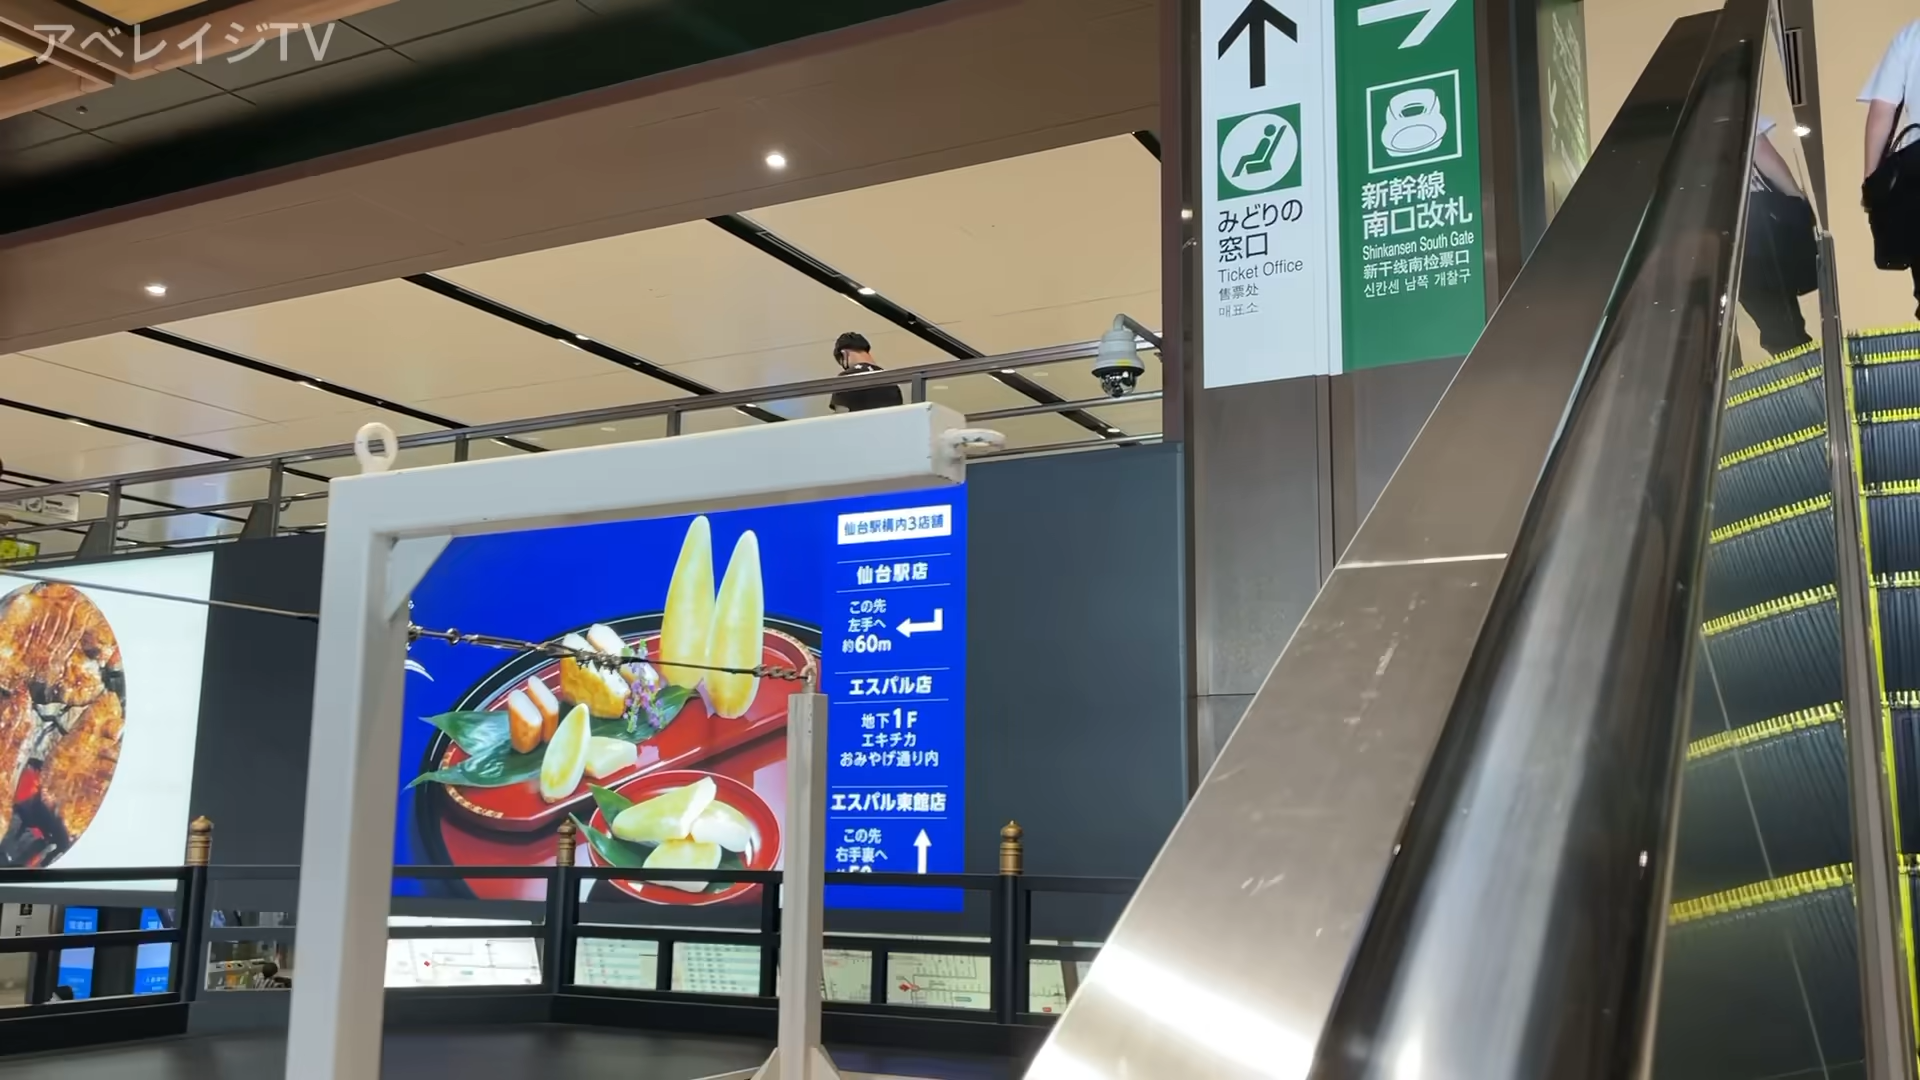 アベレイジTV
みどりの
窓口
Ticket Office
售票处
매표소
新幹線
南口改札
Shinkansen South Gate
新干线南检票口
신칸센 남쪽 개찰구
仙台駅構内3店舗
仙台駅店
この先
左手へ
約60m
エスパル店
地下1F
エキチカ
おみやげ通り内
エスパル東館店
この先
右手裏へ